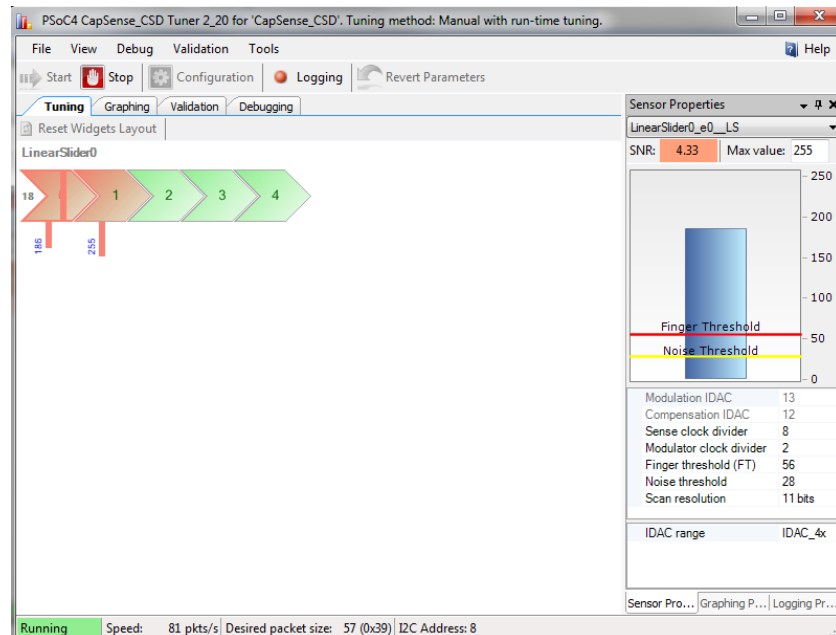 PSoC4 CapSense_CSD Tuner 2_20 for 'CapSense_CSD'. Tuning method: Manual with run-time tuning.
File View Debug Validation Tools Help
Start Stop Configuration Logging Revert Parameters
Tuning Graphing Validation Debugging
Reset Widgets Layout
LinearSlider0
18 1 2 3 4
186 255
Sensor Properties
LinearSlider0_e0__LS
SNR: 4.33 Max value: 255
250
200
150
100
50
0
Finger Threshold
Noise Threshold
Modulation IDAC 13
Compensation IDAC 12
Sense clock divider 8
Modulator clock divider 2
Finger threshold (FT) 56
Noise threshold 28
Scan resolution 11 bits
IDAC range IDAC_4x
Sensor Pro... Graphing P... Logging Pr...
Running Speed: 81 pkts/s Desired packet size: 57 (0x39) I2C Address: 8